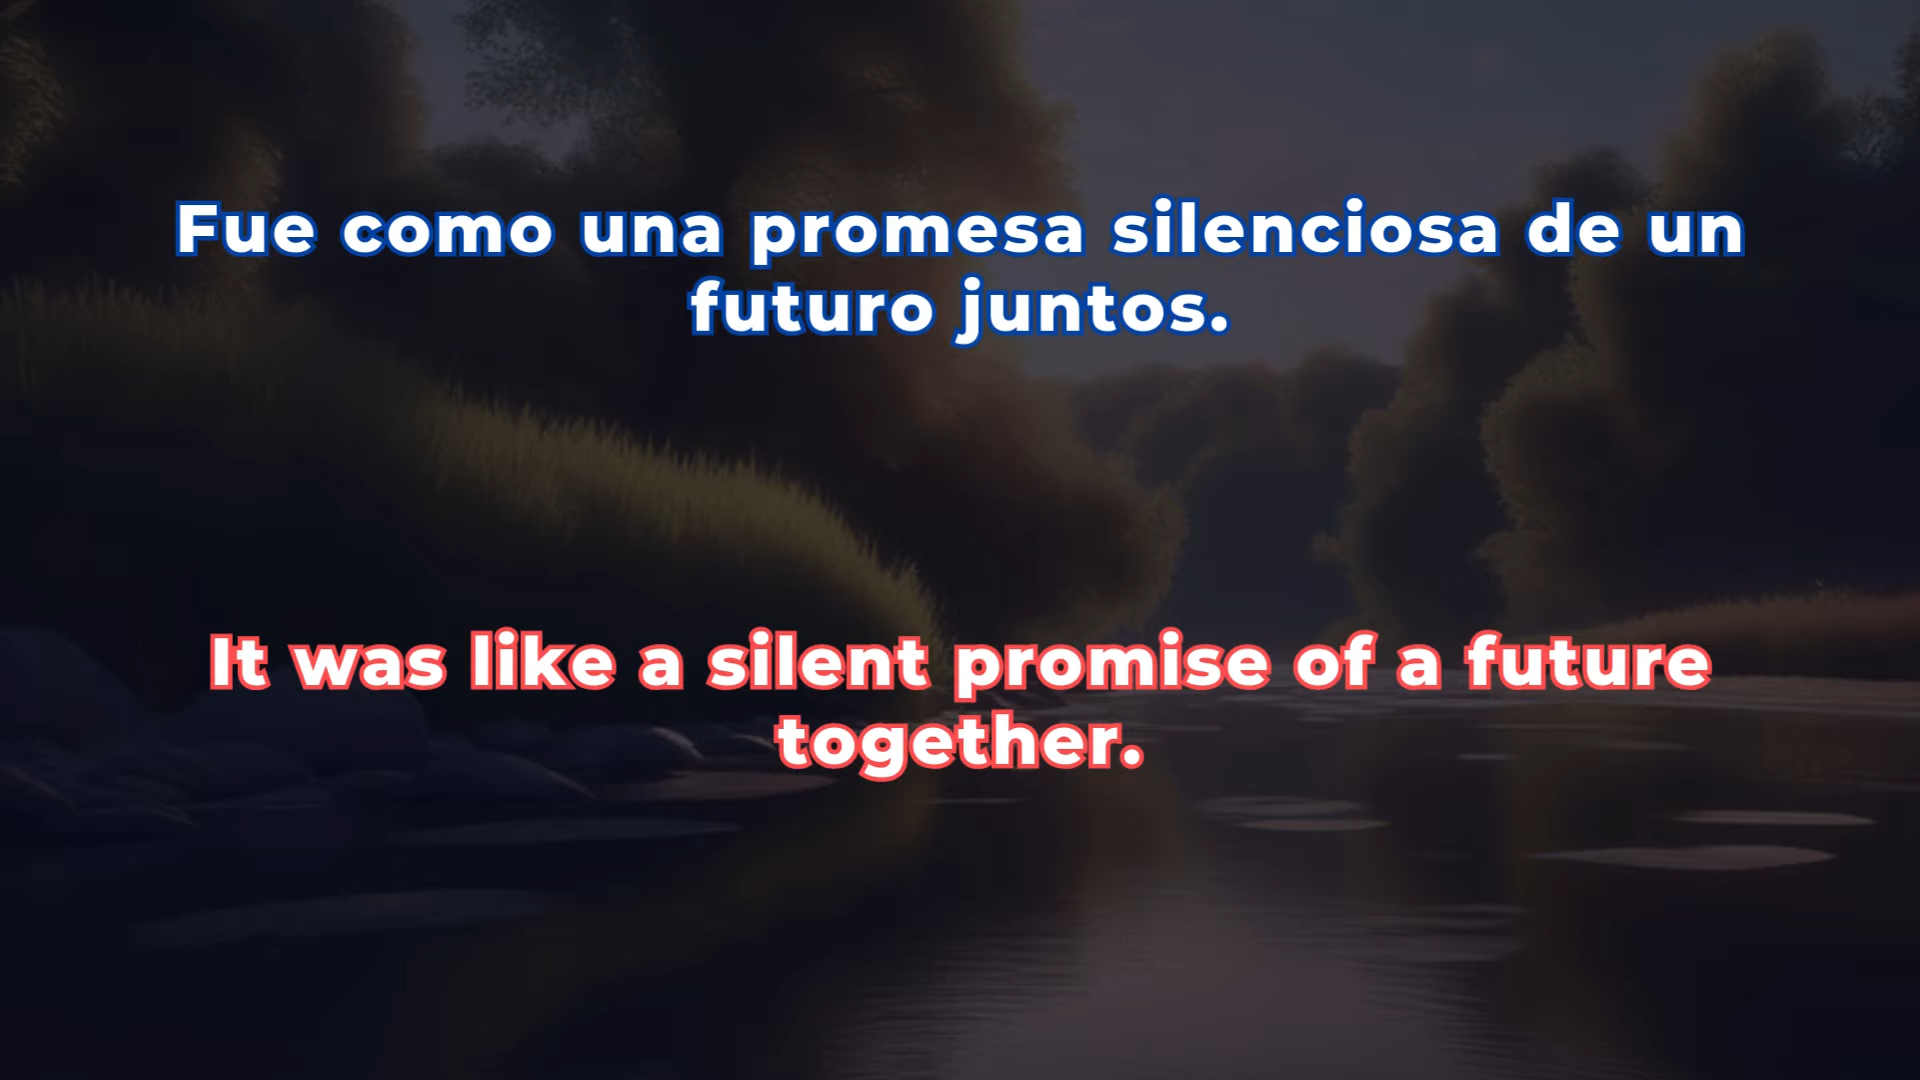 Fue como una promesa silenciosa de un
futuro juntos.
It was like a silent promise of a future
together.